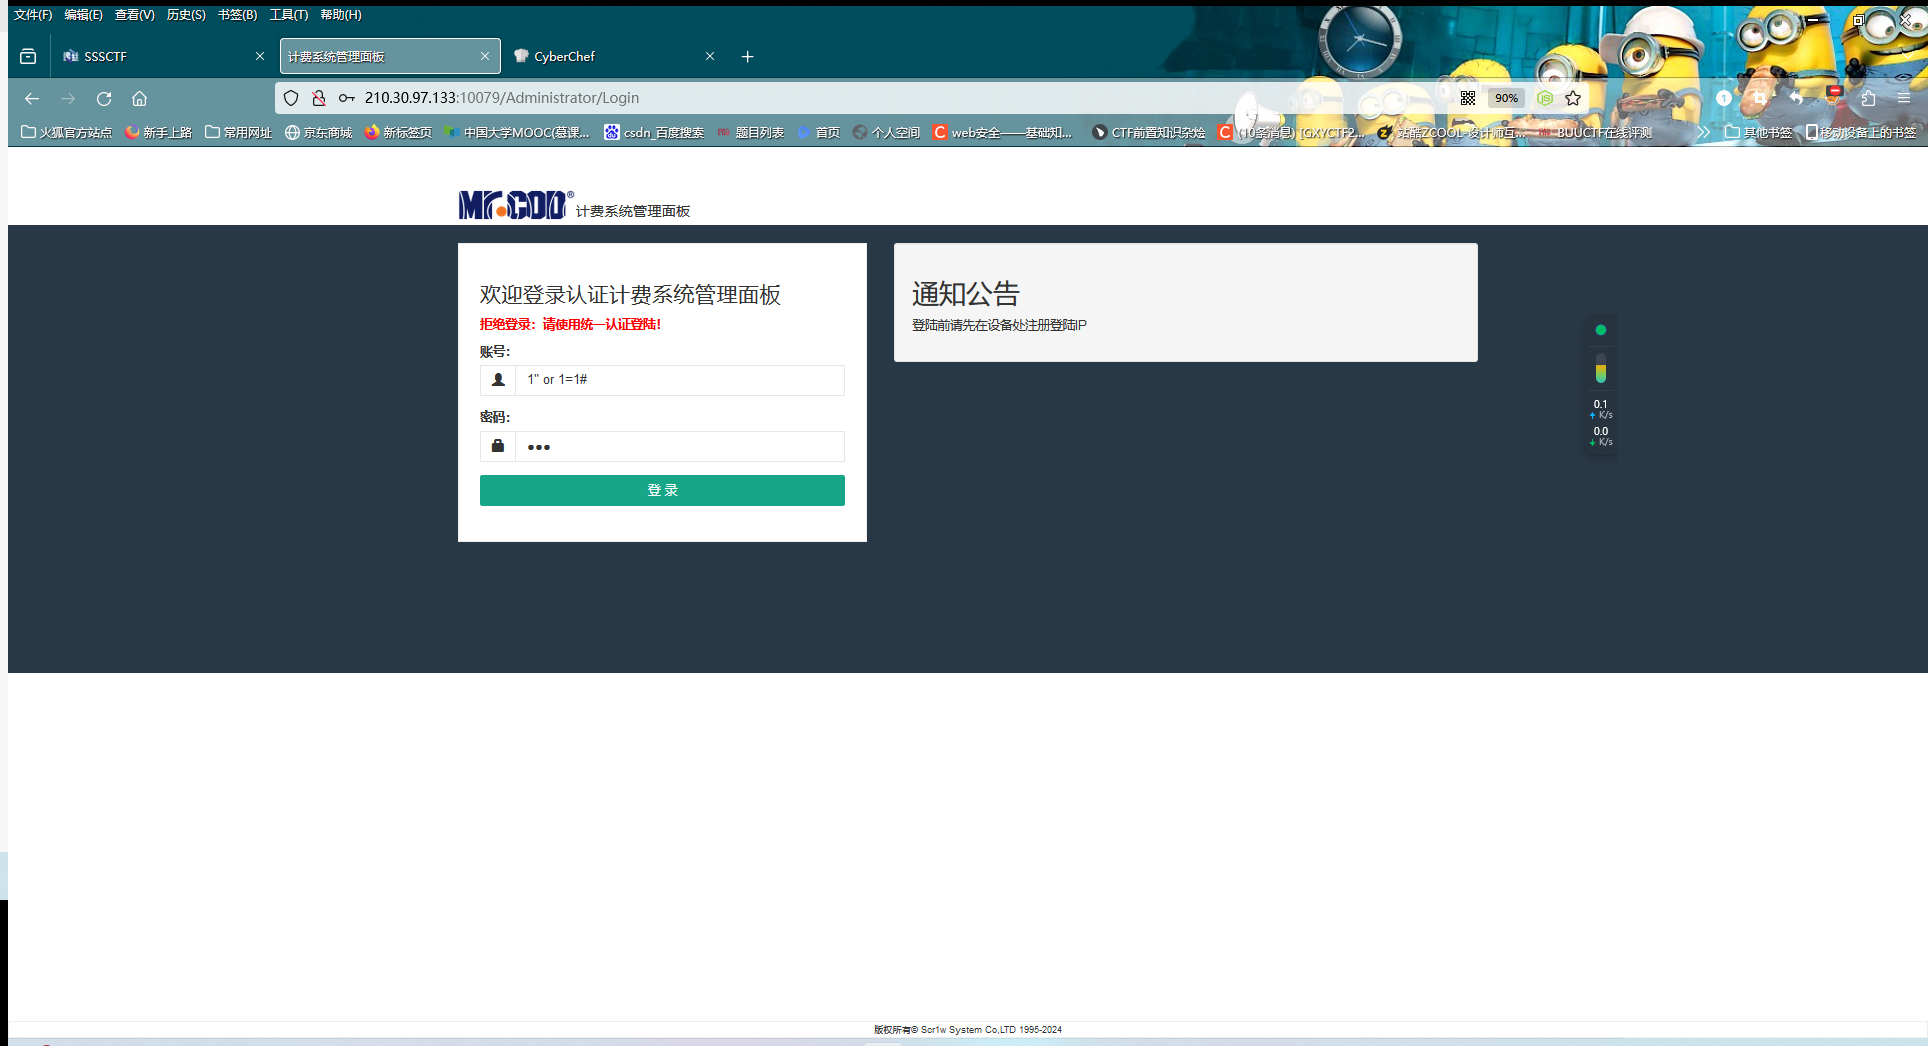 文件(F) 编辑(E) 查看(V) 历史(S) 书签(B) 工具(T) 帮助(H)
SSSCTF 计费系统管理面板 CyberChef
210.30.97.133:10079/Administrator/Login 90%
火狐官方站点 新手上路 常用网址 京东商城 新标签页 中国大学MOOC(慕课... csdn_百度搜索 题目列表 首页 个人空间 web安全——基础知... CTF前置知识杂烩 (10条消息) [GXYCTF2... 站酷ZCOOL-设计师互... BUUCTF在线评测 其他书签 移动设备上的书签
Mr.COO® 计费系统管理面板
欢迎登录认证计费系统管理面板
拒绝登录：请使用统一认证登陆！
账号：
1" or 1=1#
密码：
登 录
通知公告
登陆前请先在设备处注册登陆IP
0.1
K/s
0.0
K/s
版权所有© Scr1w System Co,LTD 1995-2024